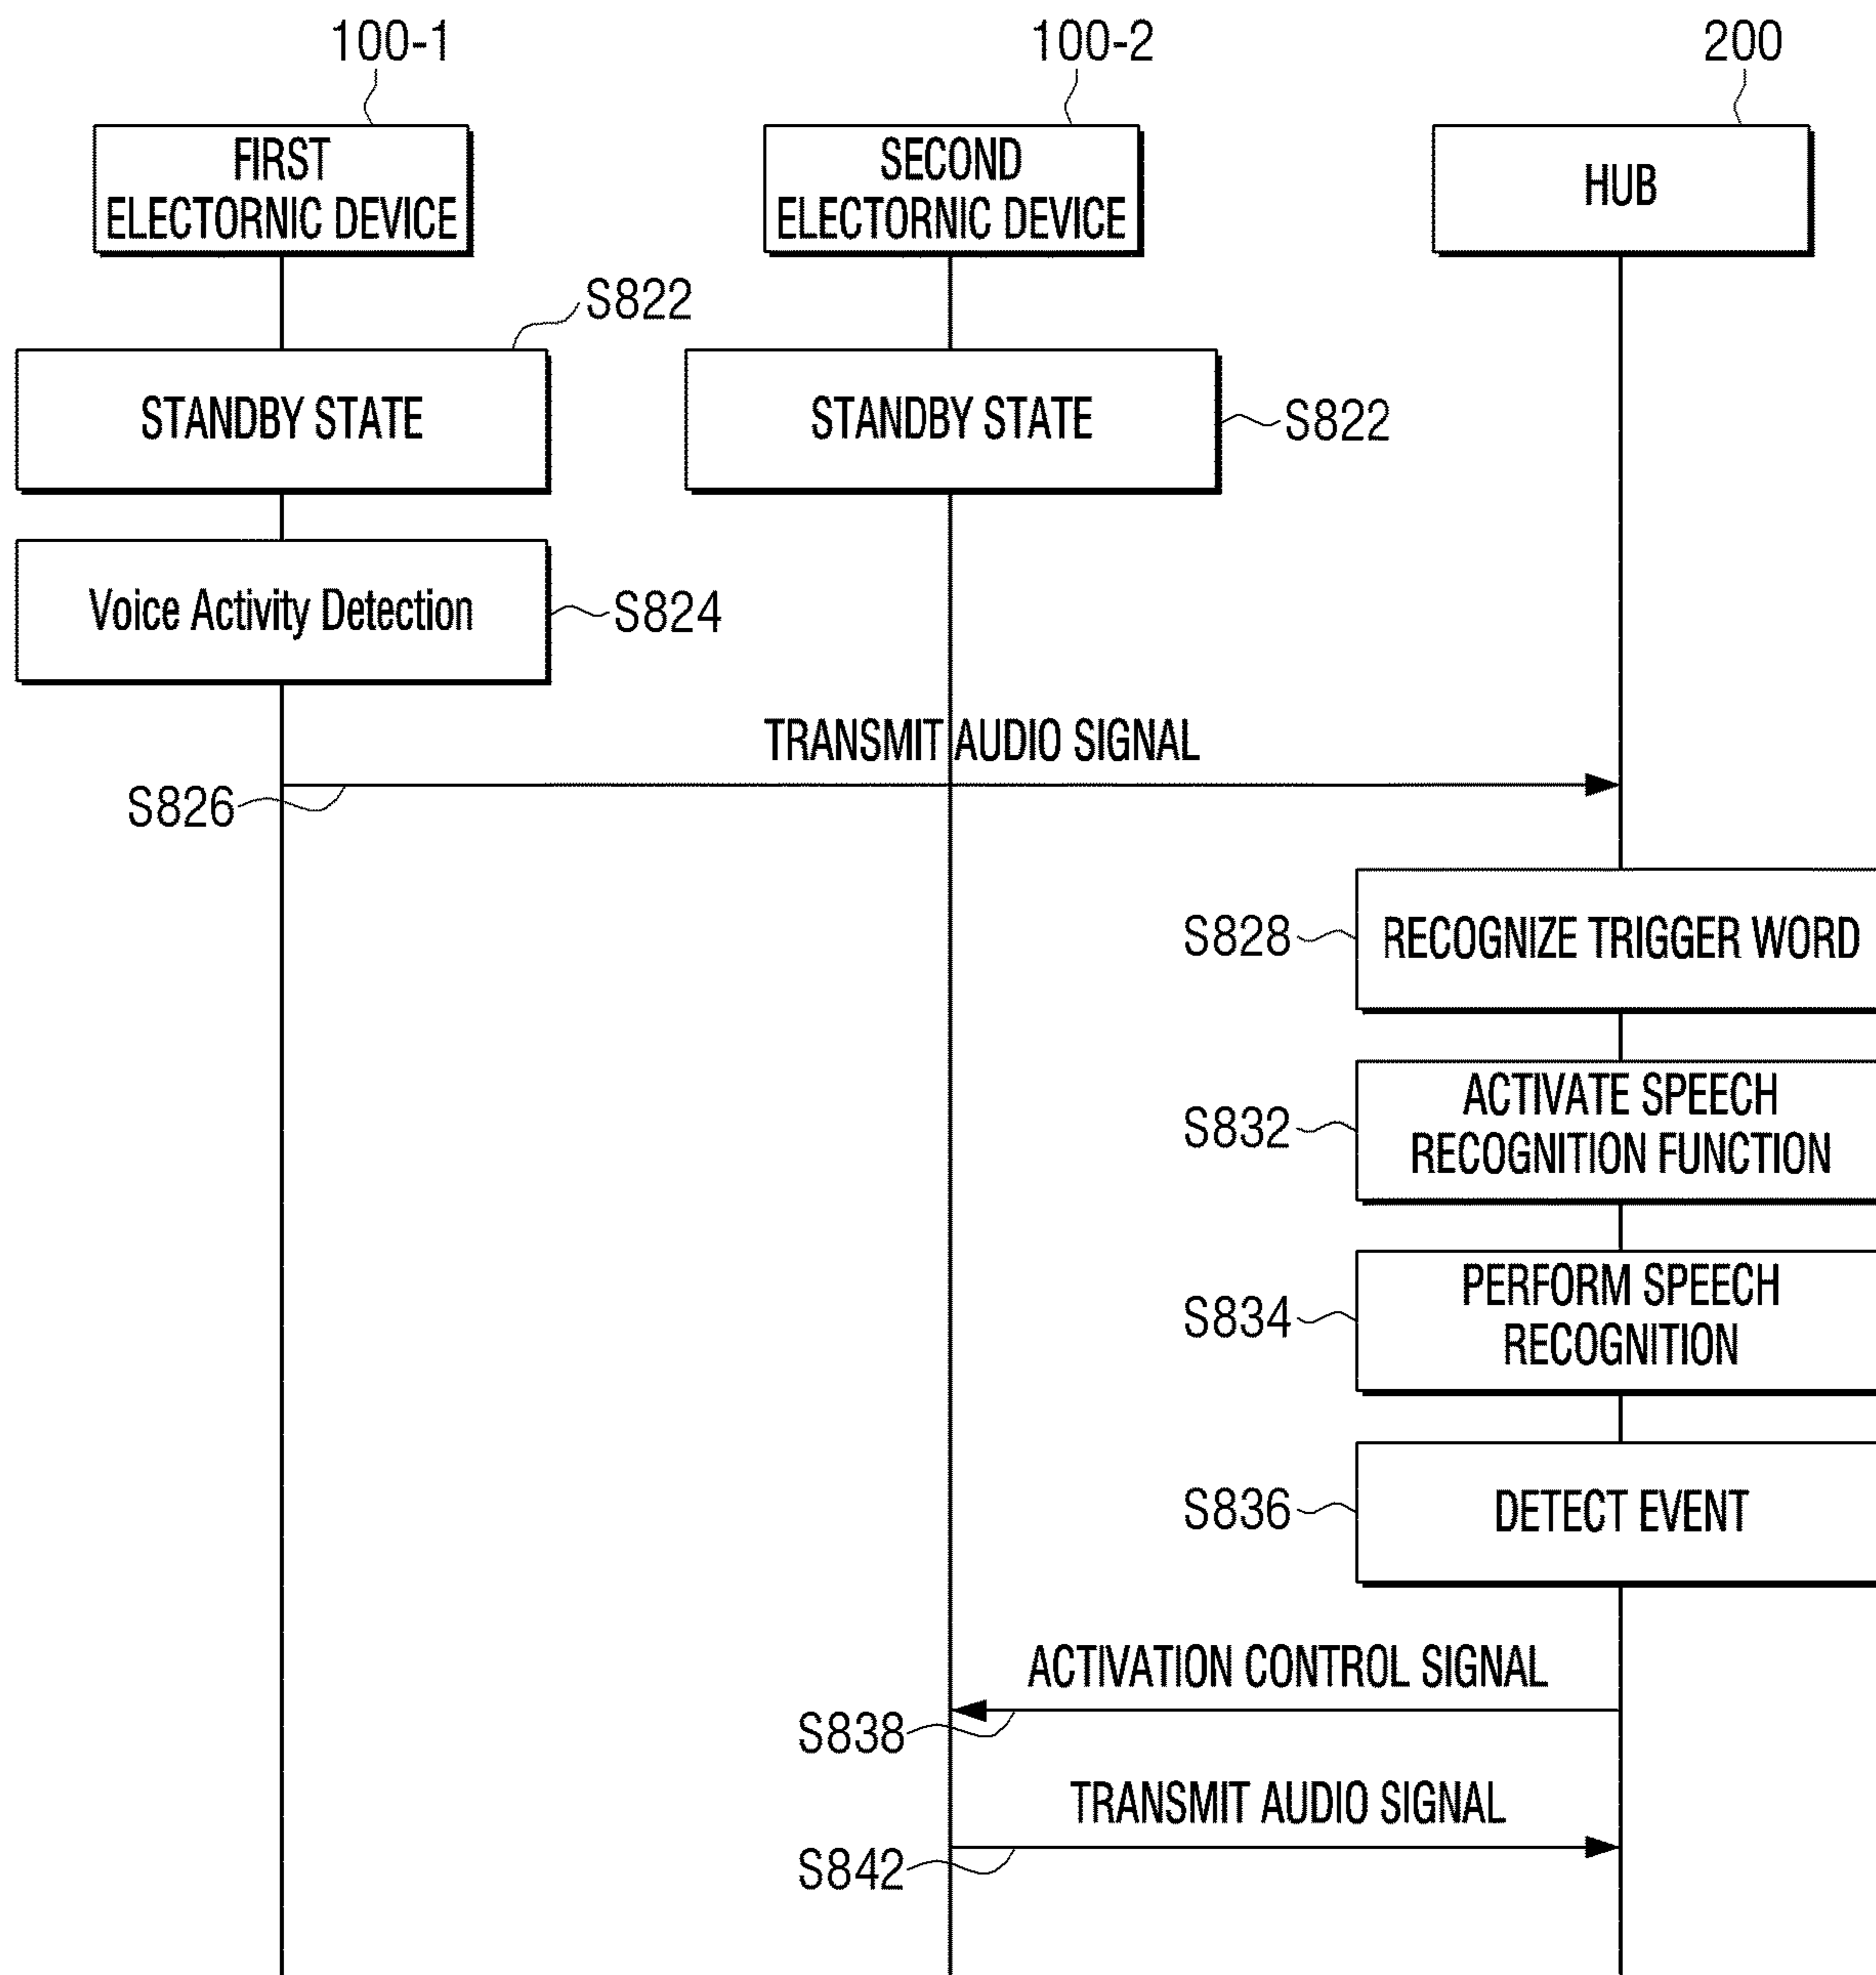 100-1
100-2
200
FIRST
ELECTORNIC DEVICE
SECOND
ELECTORNIC DEVICE
HUB
S822
STANDBY STATE
STANDBY STATE
S822
Voice Activity Detection
S824
TRANSMIT AUDIO SIGNAL
S826
S828
RECOGNIZE TRIGGER WORD
S832
ACTIVATE SPEECH
RECOGNITION FUNCTION
S834
PERFORM SPEECH
RECOGNITION
S836
DETECT EVENT
ACTIVATION CONTROL SIGNAL
S838
TRANSMIT AUDIO SIGNAL
S842